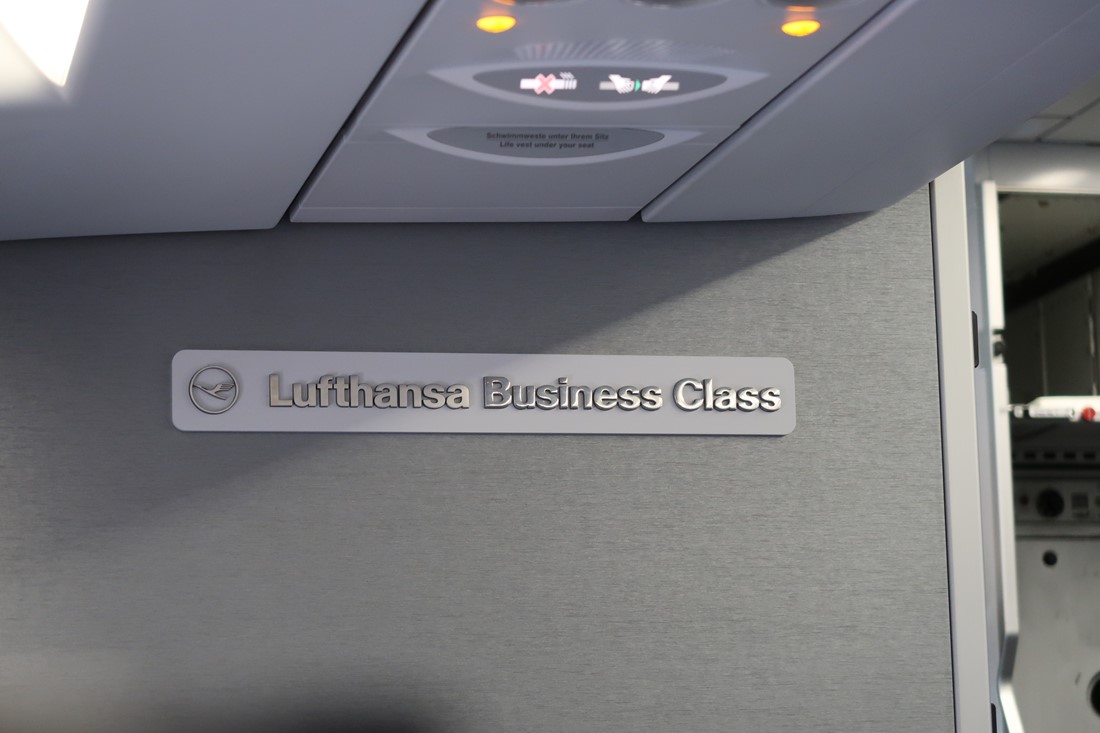 Schwimmweste unter Ihrem Sitz
Life vest under your seat
Lufthansa Business Class